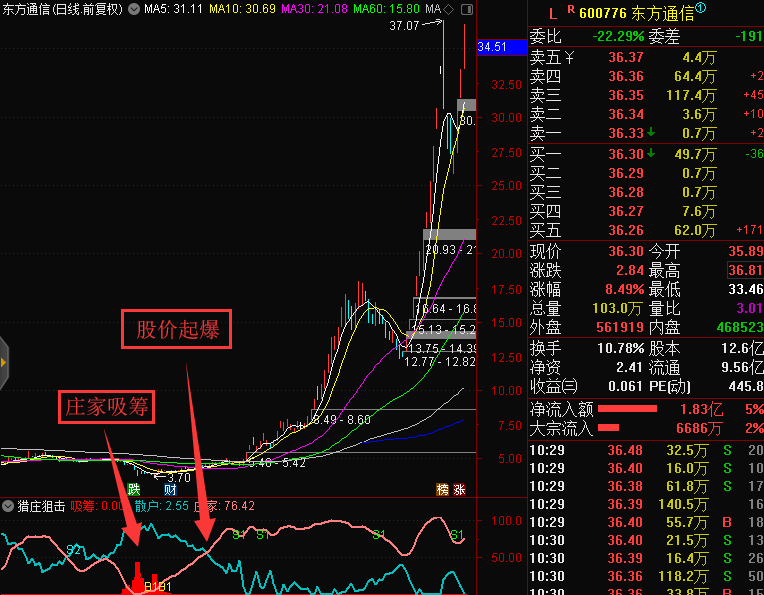 东方通信(日线.前复权) MA5: 31.11 MA10: 30.69 MA30: 21.08 MA60: 15.80 MA
37.07
34.51
32.50
30.00
27.50
25.00
22.50
20.00
17.50
15.00
12.50
10.00
7.50
5.00
30.
20.93 - 21
16.64 - 16.8
15.13 - 15.2
13.75 - 14.39
12.77 - 12.82
8.49 - 8.60
5.40 - 5.42
3.70
股价起爆
庄家吸筹
跌
财
榜
涨
猎庄狙击 吸筹: 0.00 散户: 2.55 庄家: 76.42
100.0
50.00
S2
S1
S1
S1
S1
B1B1
L R 600776 东方通信①
委比 -22.29% 委差 -191
卖五￥ 36.37 4.4万
卖四 36.36 64.4万 +2
卖三 36.35 117.4万 +45
卖二 36.34 3.6万 +10
卖一 36.33 0.7万 +2
买一 36.30 49.7万 -36
买二 36.29 0.7万
买三 36.28 0.7万
买四 36.27 7.6万
买五 36.26 62.0万 +171
现价 36.30 今开 35.89
涨跌 2.84 最高 36.81
涨幅 8.49% 最低 33.46
总量 103.0万 量比 3.01
外盘 561919 内盘 468523
换手 10.78% 股本 12.6亿
净资 2.41 流通 9.56亿
收益㈢ 0.061 PE(动) 445.8
净流入额 1.83亿 5%
大宗流入 6686万 2%
10:29 36.48 32.5万 S 20
10:29 36.40 16.0万 S 10
10:29 36.38 61.8万 S 17
10:29 36.39 140.5万 16
10:29 36.40 55.7万 B 18
10:30 36.40 21.5万 S 13
10:30 36.39 16.4万 S 26
10:30 36.36 118.2万 S 50
10:30 36.36 33.8万 B 15